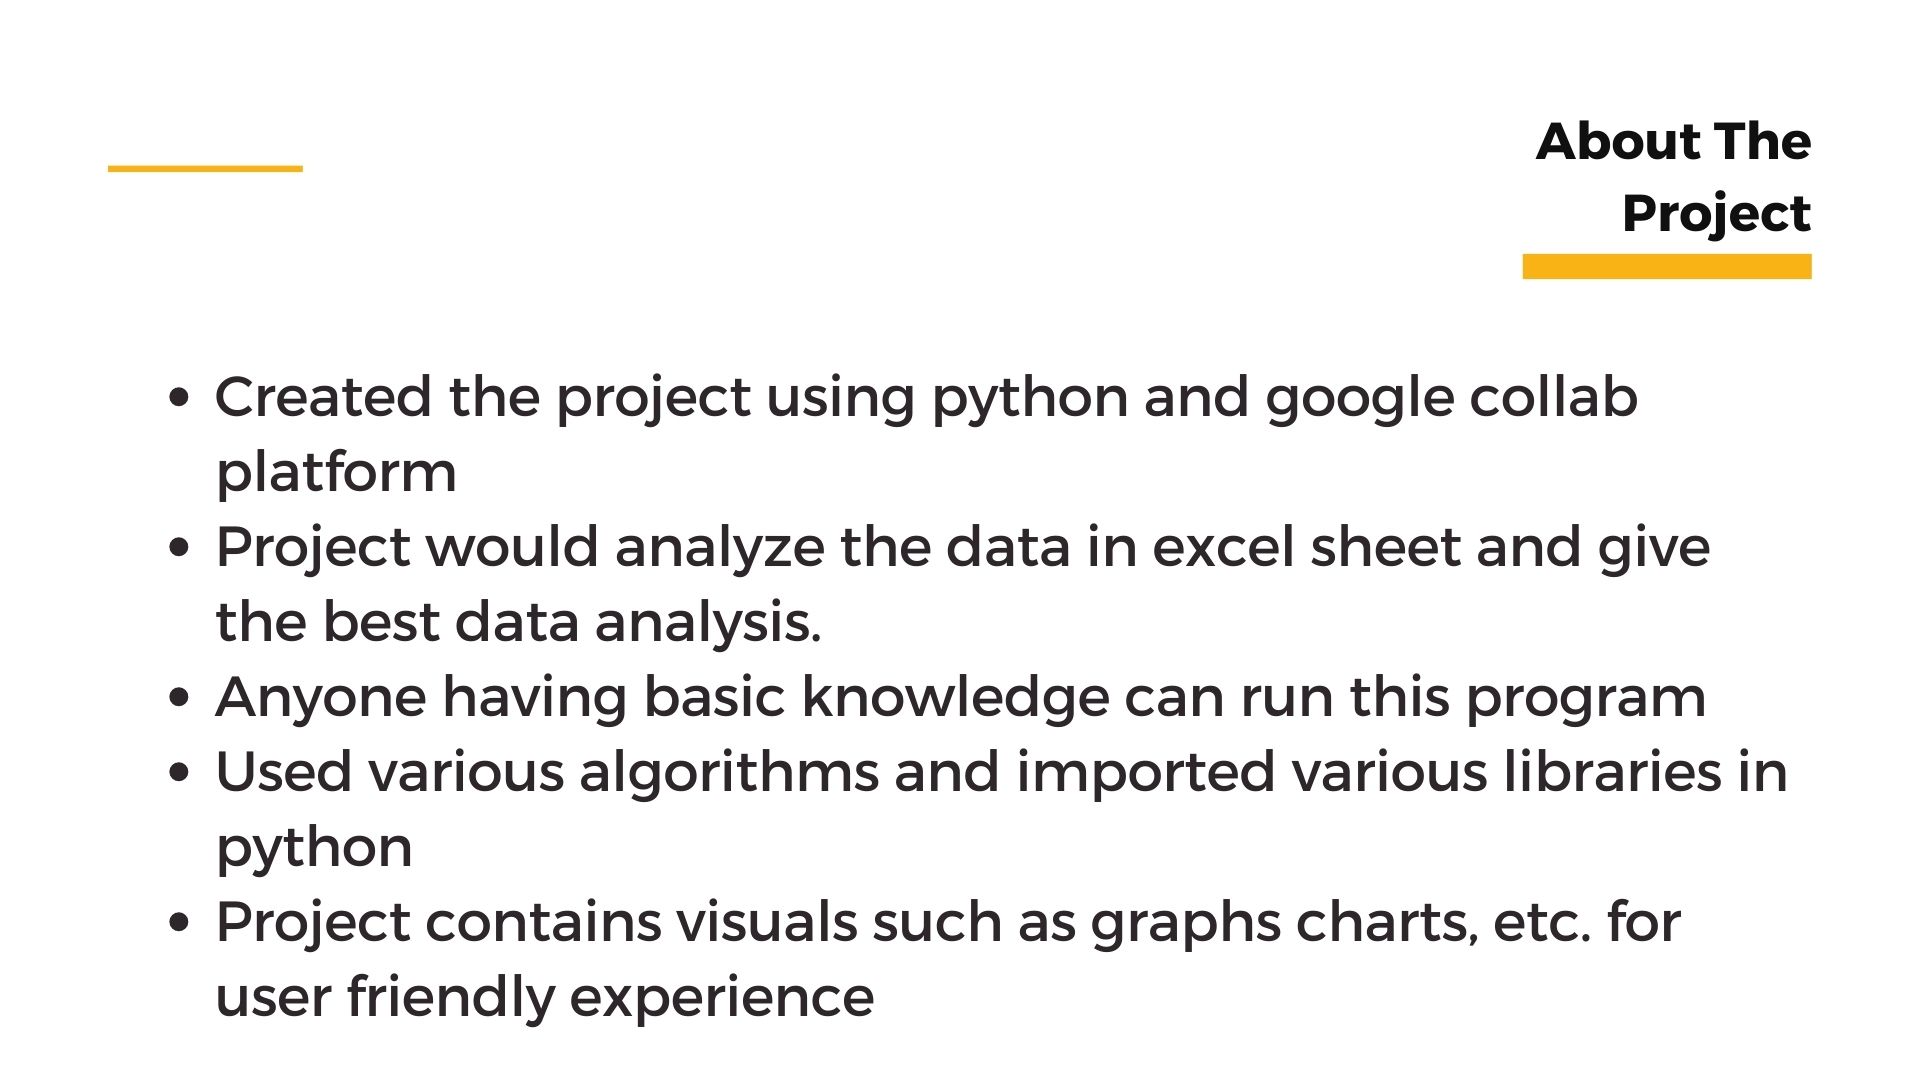 About The
Project
• Created the project using python and google collab
platform
• Project would analyze the data in excel sheet and give
the best data analysis.
• Anyone having basic knowledge can run this program
• Used various algorithms and imported various libraries in
python
• Project contains visuals such as graphs charts, etc. for
user friendly experience